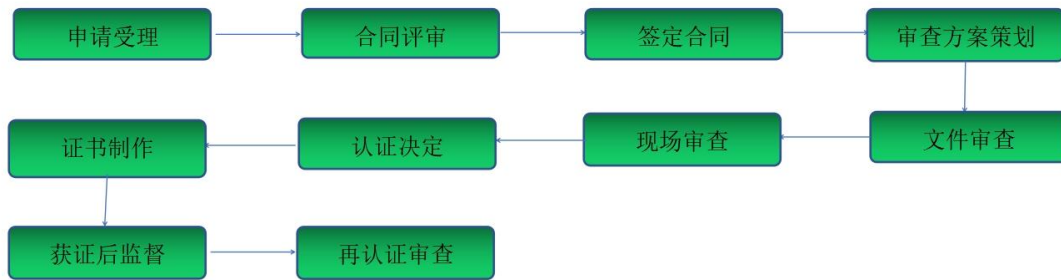 申请受理
合同评审
签定合同
审查方案策划
文件审查
现场审查
认证决定
证书制作
获证后监督
再认证审查